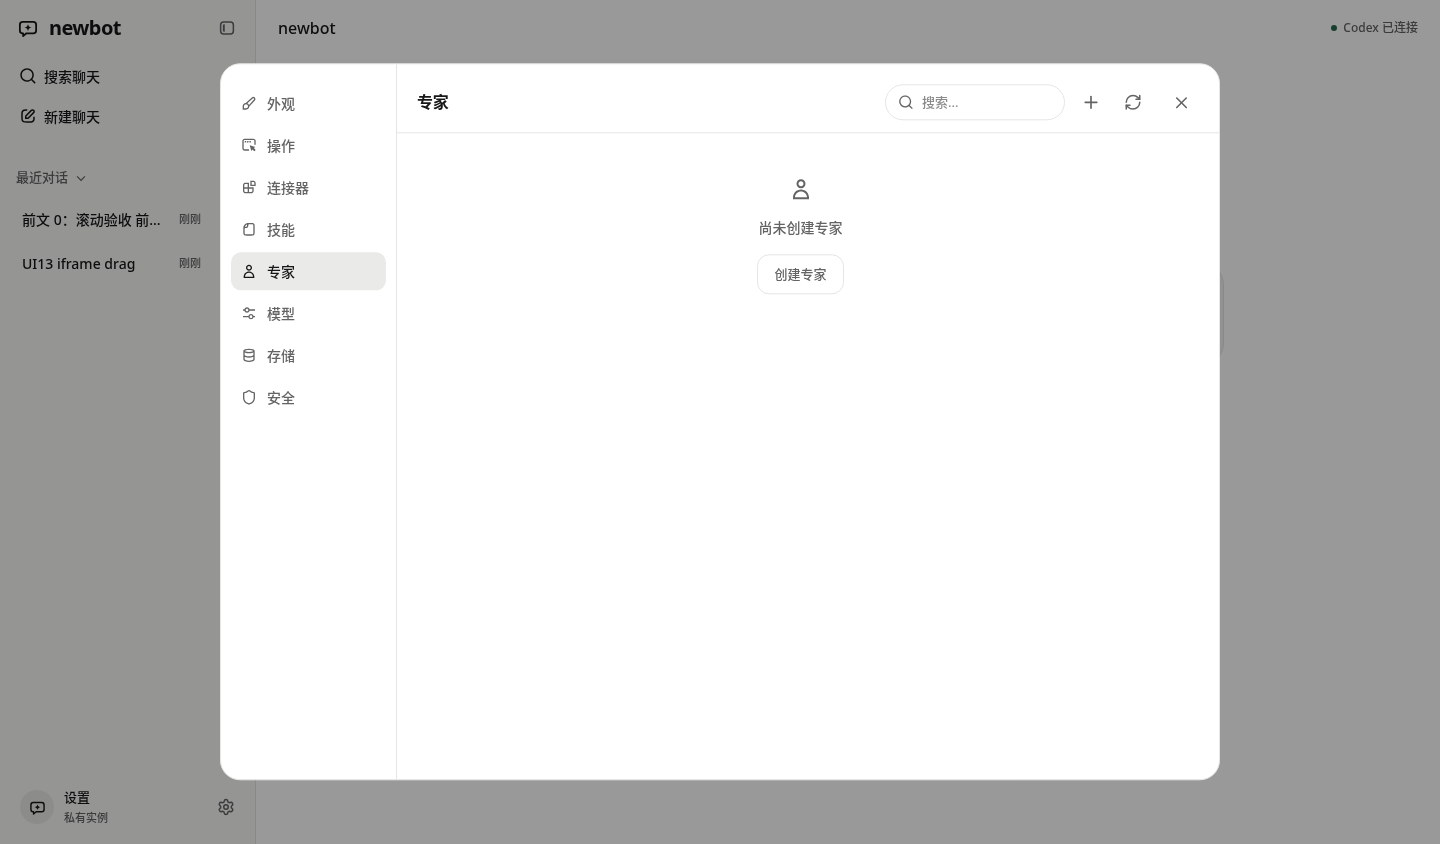 newbot
搜索聊天
新建聊天
最近对话
前文 0：滚动验收 前... 刚刚
UI13 iframe drag 刚刚
设置
私有实例
newbot
Codex 已连接
外观
操作
连接器
技能
专家
模型
存储
安全
专家
搜索...
尚未创建专家
创建专家